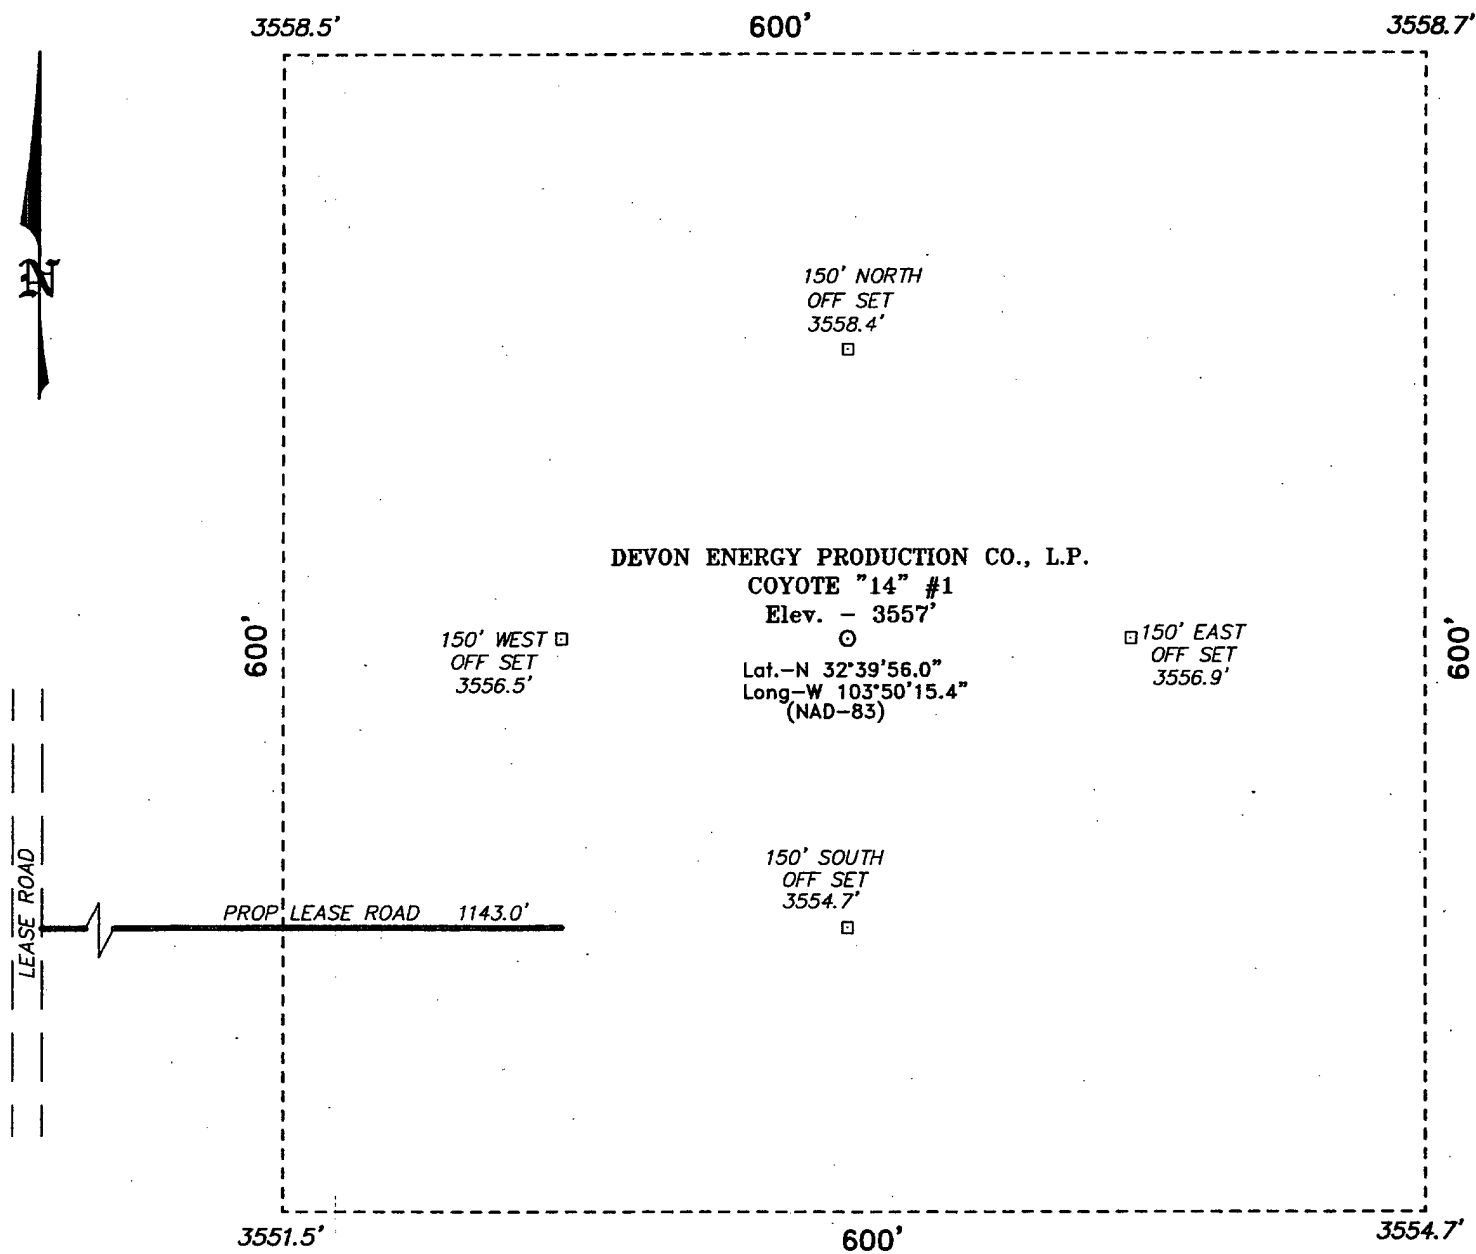 3558.5'
600'
3558.7'
N
150' NORTH
OFF SET
3558.4'
DEVON ENERGY PRODUCTION CO., L.P.
COYOTE "14" #1
Elev. - 3557'
600'
150' WEST
OFF SET
3556.5'
Lat.-N 32°39'56.0"
Long-W 103°50'15.4"
(NAD-83)
150' EAST
OFF SET
3556.9'
600'
150' SOUTH
OFF SET
3554.7'
LEASE ROAD
PROP LEASE ROAD 1143.0'
3551.5'
600'
3554.7'